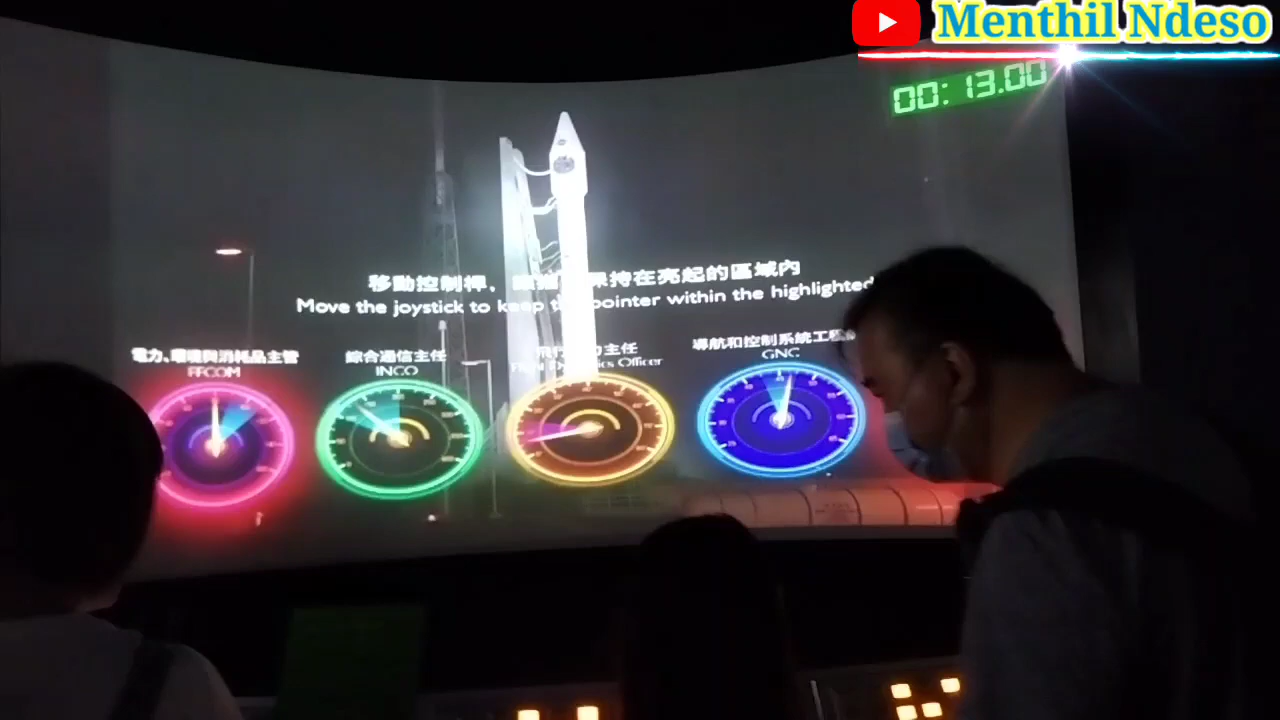 Menthil Ndeso
00: 13.00
移動控制桿， 保持在亮起的區域內
Move the joystick to keep pointer within the highlighted
電力、環境與消耗品主管
EFCOM
綜合通信主任
INCO
主任
Officer
導航和控制系統工程
GNC